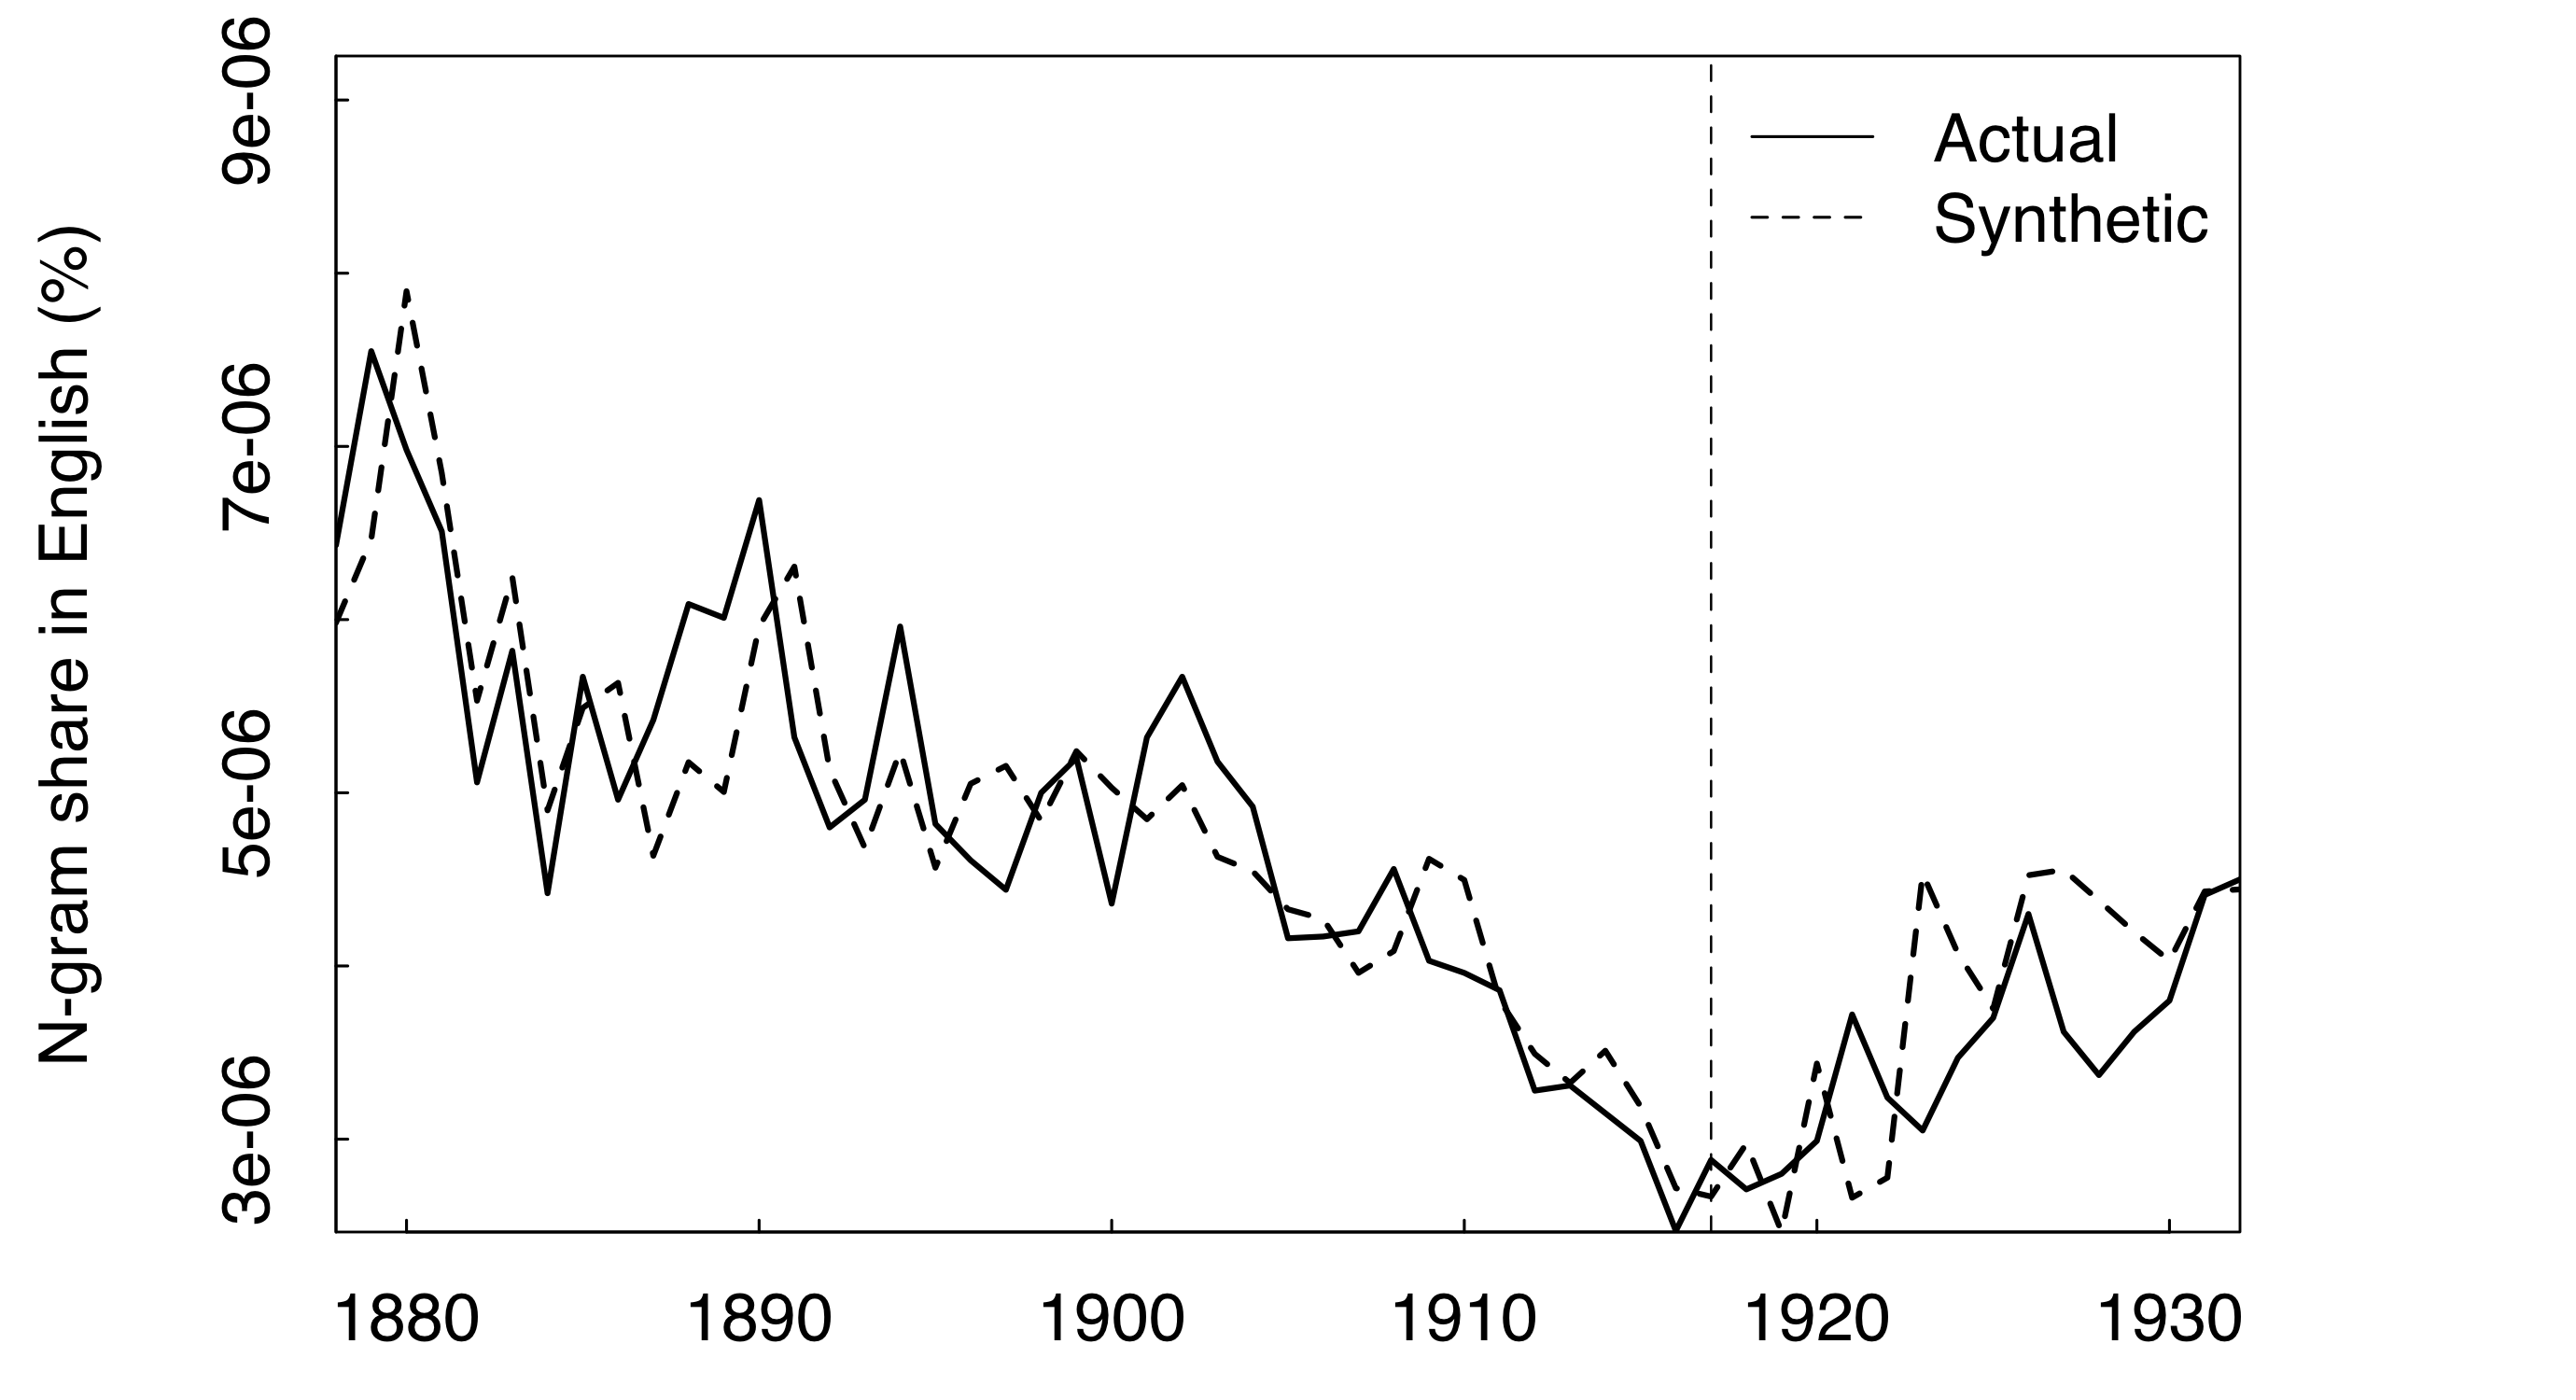 N-gram share in English (%)
9e-06
7e-06
5e-06
3e-06
Actual
Synthetic
1880 1890 1900 1910 1920 1930